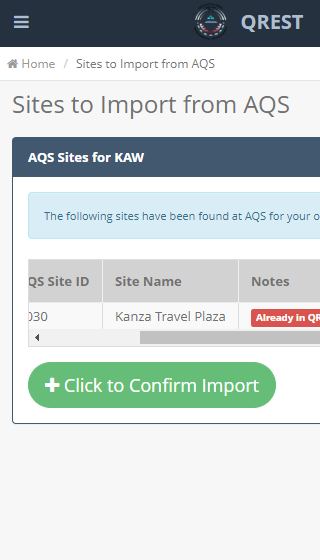 QREST
Home / Sites to Import from AQS
Sites to Import from AQS
AQS Sites for KAW
The following sites have been found at AQS for your o
QS Site ID Site Name Notes
030 Kanza Travel Plaza Already in QR
Click to Confirm Import